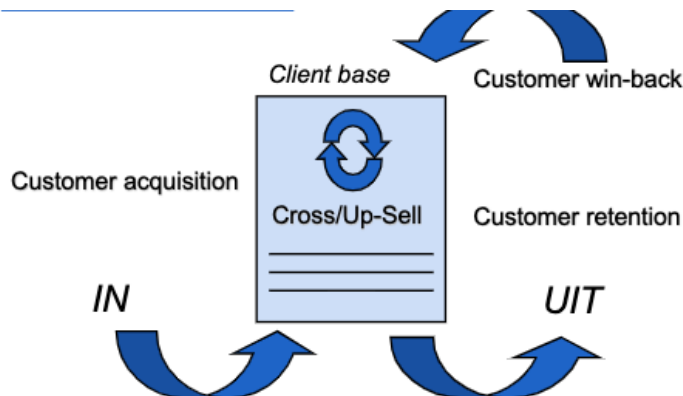 Client base
Customer win-back
Customer acquisition
Cross/Up-Sell
Customer retention
IN
UIT